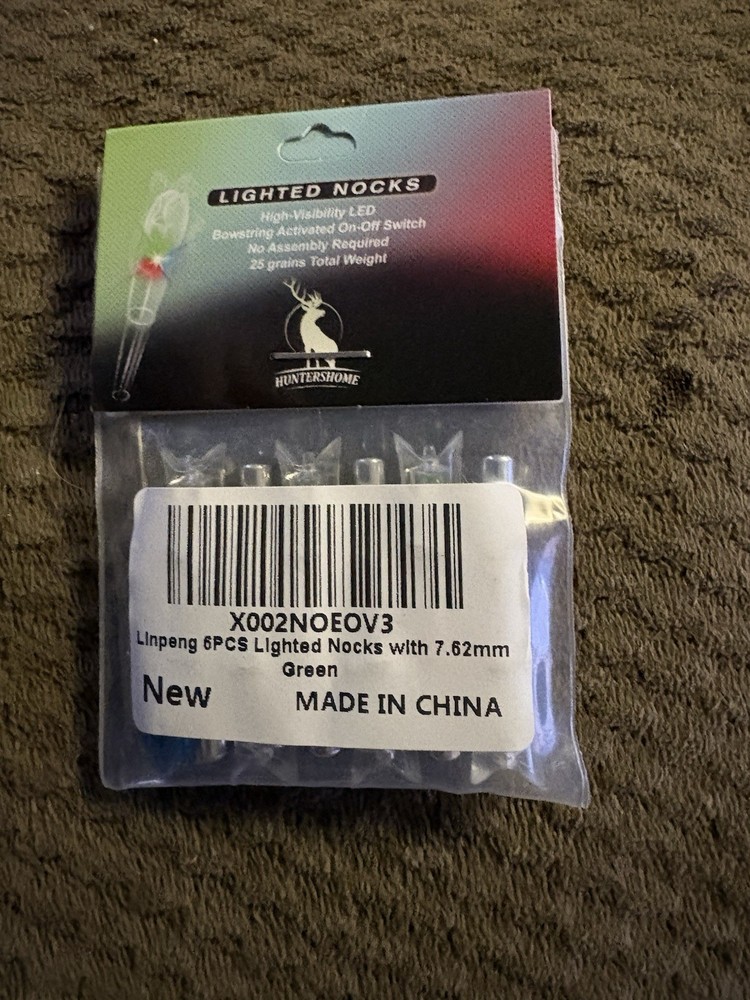 LIGHTED NOCKS
High-Visibility LED
Bowstring Activated On-Off Switch
No Assembly Required
25 grains Total Weight
HUNTERSHOME
X002NOEOV3
Linpeng 6PCS Lighted Nocks with 7.62mm
Green
New MADE IN CHINA